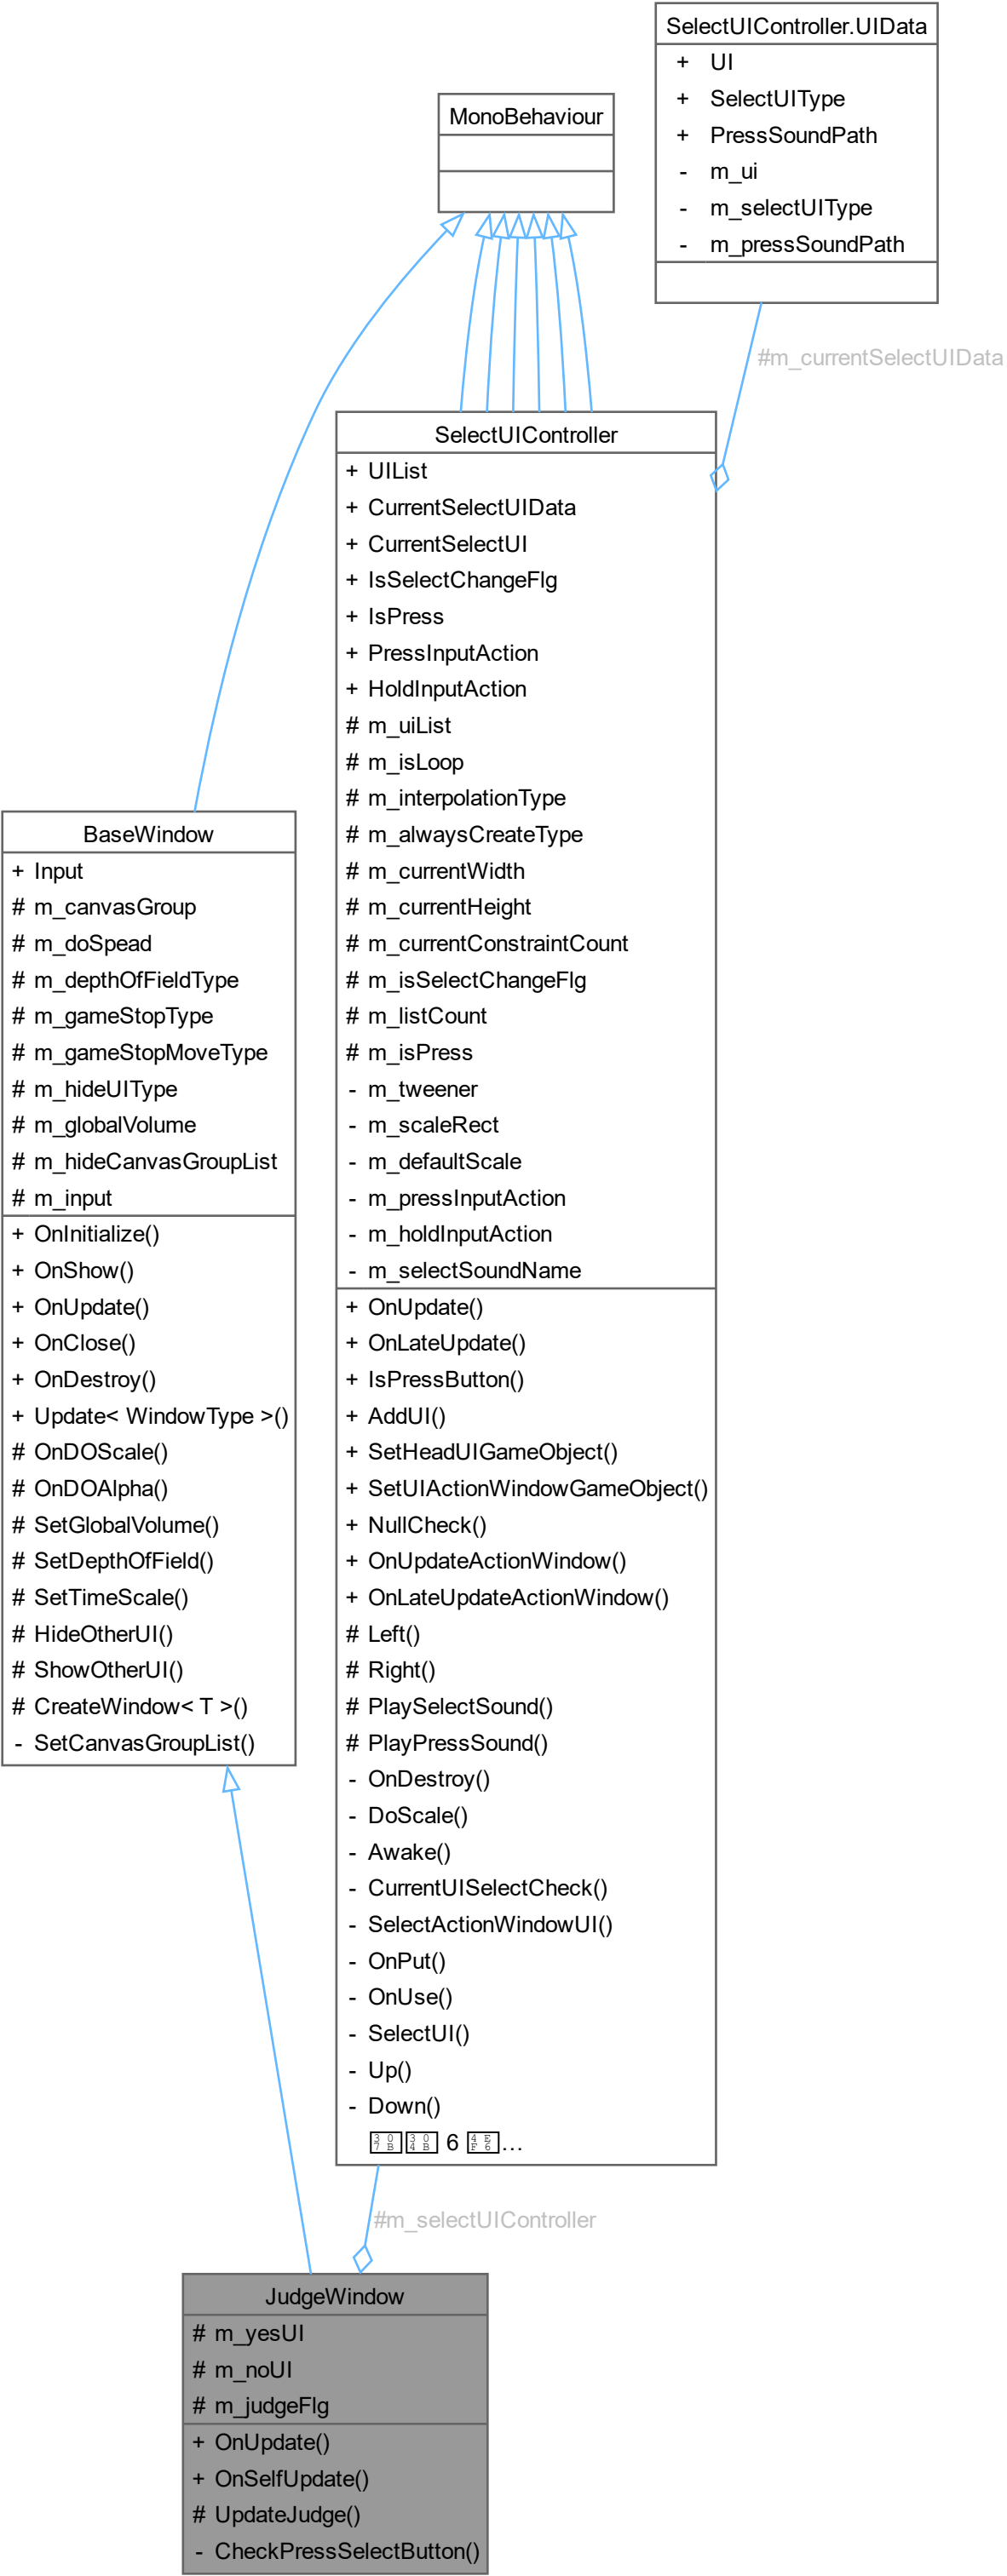 SelectUIController.UIData
+ UI
+ SelectUIType
+ PressSoundPath
- m_ui
- m_selectUIType
- m_pressSoundPath
MonoBehaviour
#m_currentSelectUIData
SelectUIController
+ UIList
+ CurrentSelectUIData
+ CurrentSelectUI
+ IsSelectChangeFlg
+ IsPress
+ PressInputAction
+ HoldInputAction
# m_uiList
# m_isLoop
# m_interpolationType
# m_alwaysCreateType
# m_currentWidth
# m_currentHeight
# m_currentConstraintCount
# m_isSelectChangeFlg
# m_listCount
# m_isPress
- m_tweener
- m_scaleRect
- m_defaultScale
- m_pressInputAction
- m_holdInputAction
- m_selectSoundName
+ OnUpdate()
+ OnLateUpdate()
+ IsPressButton()
+ AddUI()
+ SetHeadUIGameObject()
+ SetUIActionWindowGameObject()
+ NullCheck()
+ OnUpdateActionWindow()
+ OnLateUpdateActionWindow()
# Left()
# Right()
# PlaySelectSound()
# PlayPressSound()
- OnDestroy()
- DoScale()
- Awake()
- CurrentUISelectCheck()
- SelectActionWindowUI()
- OnPut()
- OnUse()
- SelectUI()
- Up()
- Down()
6 ...
BaseWindow
+ Input
# m_canvasGroup
# m_doSpead
# m_depthOfFieldType
# m_gameStopType
# m_gameStopMoveType
# m_hideUIType
# m_globalVolume
# m_hideCanvasGroupList
# m_input
+ OnInitialize()
+ OnShow()
+ OnUpdate()
+ OnClose()
+ OnDestroy()
+ Update< WindowType >()
# OnDOScale()
# OnDOAlpha()
# SetGlobalVolume()
# SetDepthOfField()
# SetTimeScale()
# HideOtherUI()
# ShowOtherUI()
# CreateWindow< T >()
- SetCanvasGroupList()
#m_selectUIController
JudgeWindow
# m_yesUI
# m_noUI
# m_judgeFlg
+ OnUpdate()
+ OnSelfUpdate()
# UpdateJudge()
- CheckPressSelectButton()